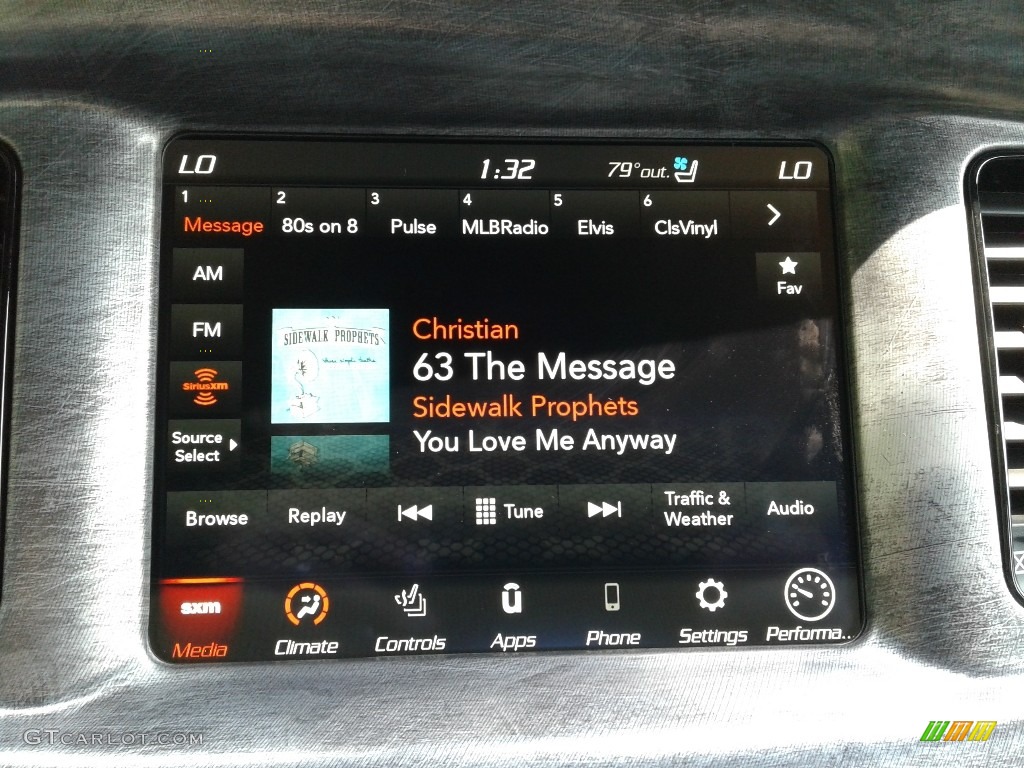 LO 1:32 79°out. LO
1 2 3 4 5 6
Message 80s on 8 Pulse MLBRadio Elvis ClsVinyl
AM
Fav
FM
SIDEWALK PROPHETS
Christian
63 The Message
Sidewalk Prophets
You Love Me Anyway
SiriusXM
Source
Select
Browse Replay Tune Traffic &
Weather Audio
sxm
Media Climate Controls Apps Phone Settings Performa...
GTCARLOT.COM